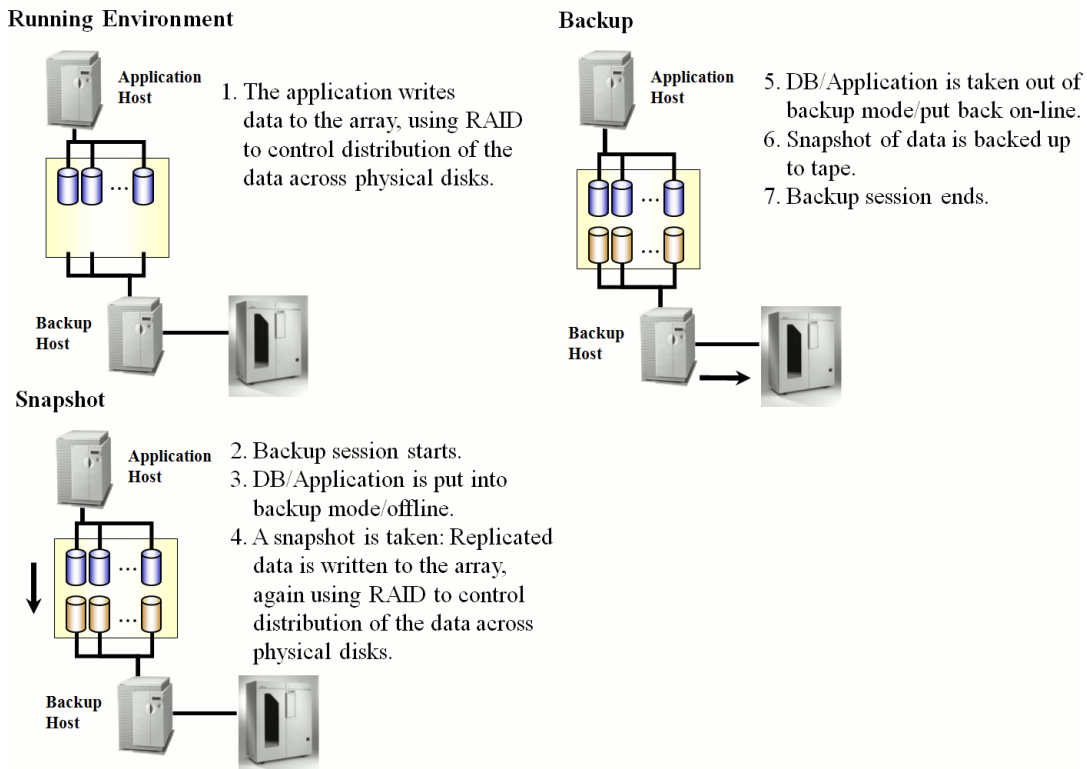 Running Environment
Application
Host
1. The application writes
data to the array, using RAID
to control distribution of the
data across physical disks.
...
Backup
Host
Snapshot
Application
Host
2. Backup session starts.
3. DB/Application is put into
backup mode/offline.
4. A snapshot is taken: Replicated
data is written to the array,
again using RAID to control
distribution of the data across
physical disks.
...
...
Backup
Host
Backup
Application
Host
5. DB/Application is taken out of
backup mode/put back on-line.
6. Snapshot of data is backed up
to tape.
7. Backup session ends.
...
...
Backup
Host